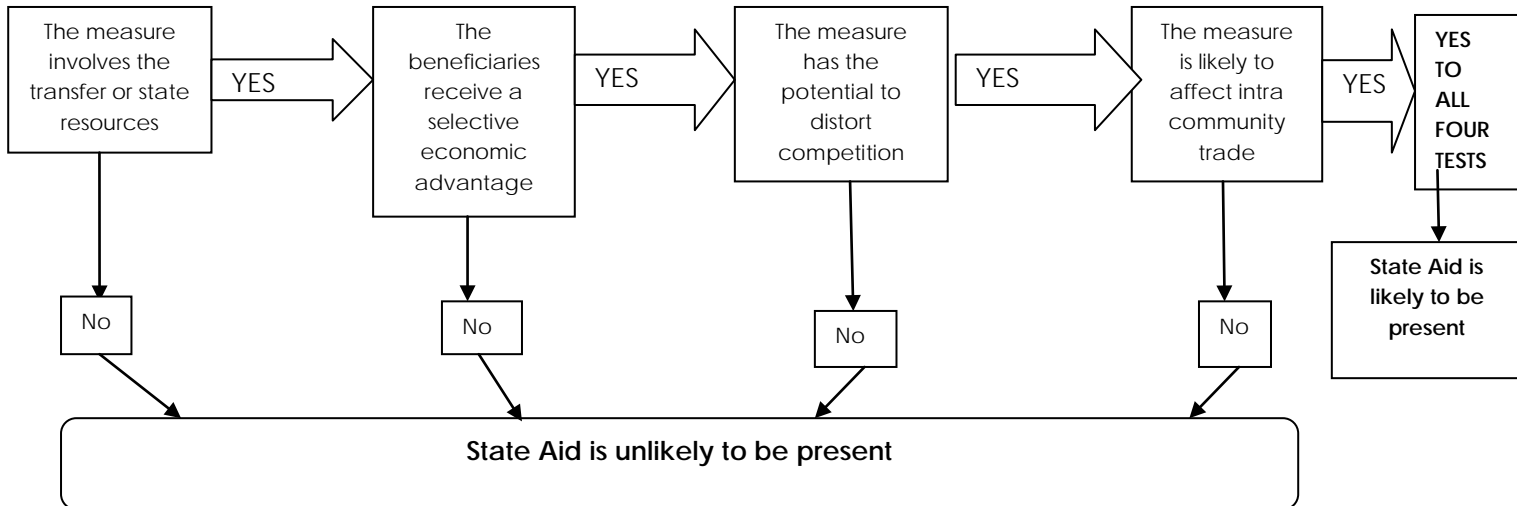 The measure
involves the
transfer or state
resources
YES
The
beneficiaries
receive a
selective
economic
advantage
YES
The measure
has the
potential to
distort
competition
YES
The measure
is likely to
affect intra
community
trade
YES
YES
TO
ALL
FOUR
TESTS
No
No
No
No
State Aid is
likely to be
present
State Aid is unlikely to be present